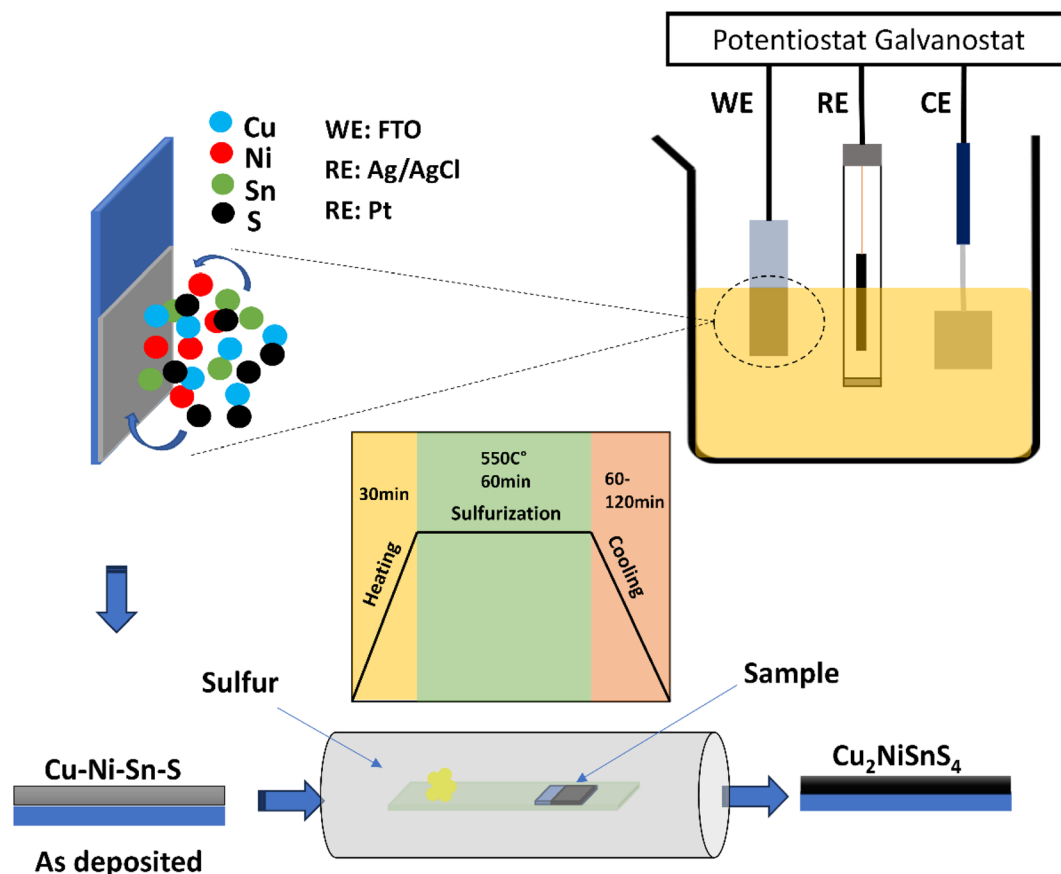 Potentiostat Galvanostat
WE
RE
CE
Cu
Ni
Sn
S
WE: FTO
RE: Ag/AgCl
RE: Pt
30min
550C°
60min
Sulfurization
60-
120min
Heating
Cooling
Sulfur
Sample
Cu-Ni-Sn-S
As deposited
Cu₂NiSnS₄